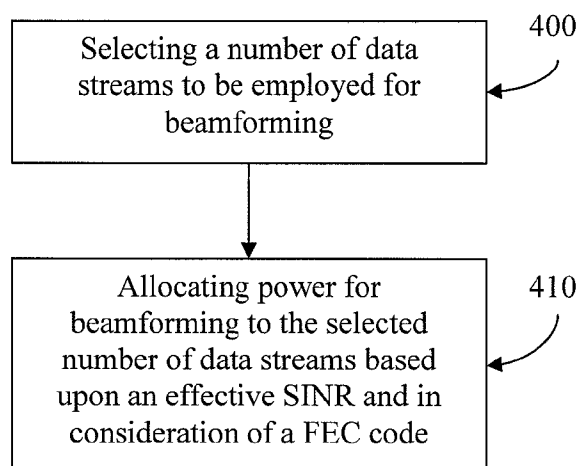 400
Selecting a number of data
streams to be employed for
beamforming
410
Allocating power for
beamforming to the selected
number of data streams based
upon an effective SINR and in
consideration of a FEC code